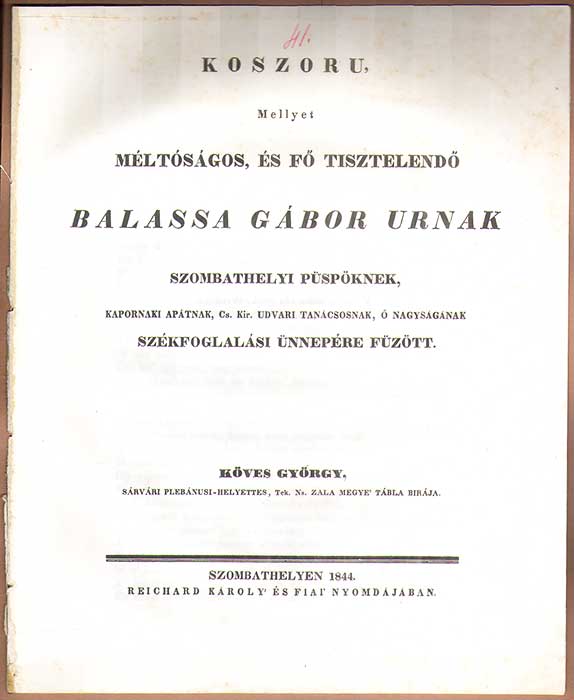 41.
KOSZORU,
Mellyet
MÉLTÓSÁGOS, ÉS FŐ TISZTELENDŐ
BALASSA GÁBOR URNAK
SZOMBATHELYI PÜSPÖKNEK,
KAPORNAKI APÁTNAK, Cs. Kir. UDVARI TANÁCSOSNAK, Ő NAGYSÁGÁNAK
SZÉKFOGLALÁSI ÜNNEPÉRE FÜZÖTT.
KÖVES GYÖRGY,
SÁRVÁRI PLEBÁNUSI-HELYETTES, Tek. Ns. ZALA MEGYE' TÁBLA BIRÁJA.
SZOMBATHELYEN 1844.
REICHARD KÁROLY' ÉS FIAI' NYOMDÁJÁBAN.